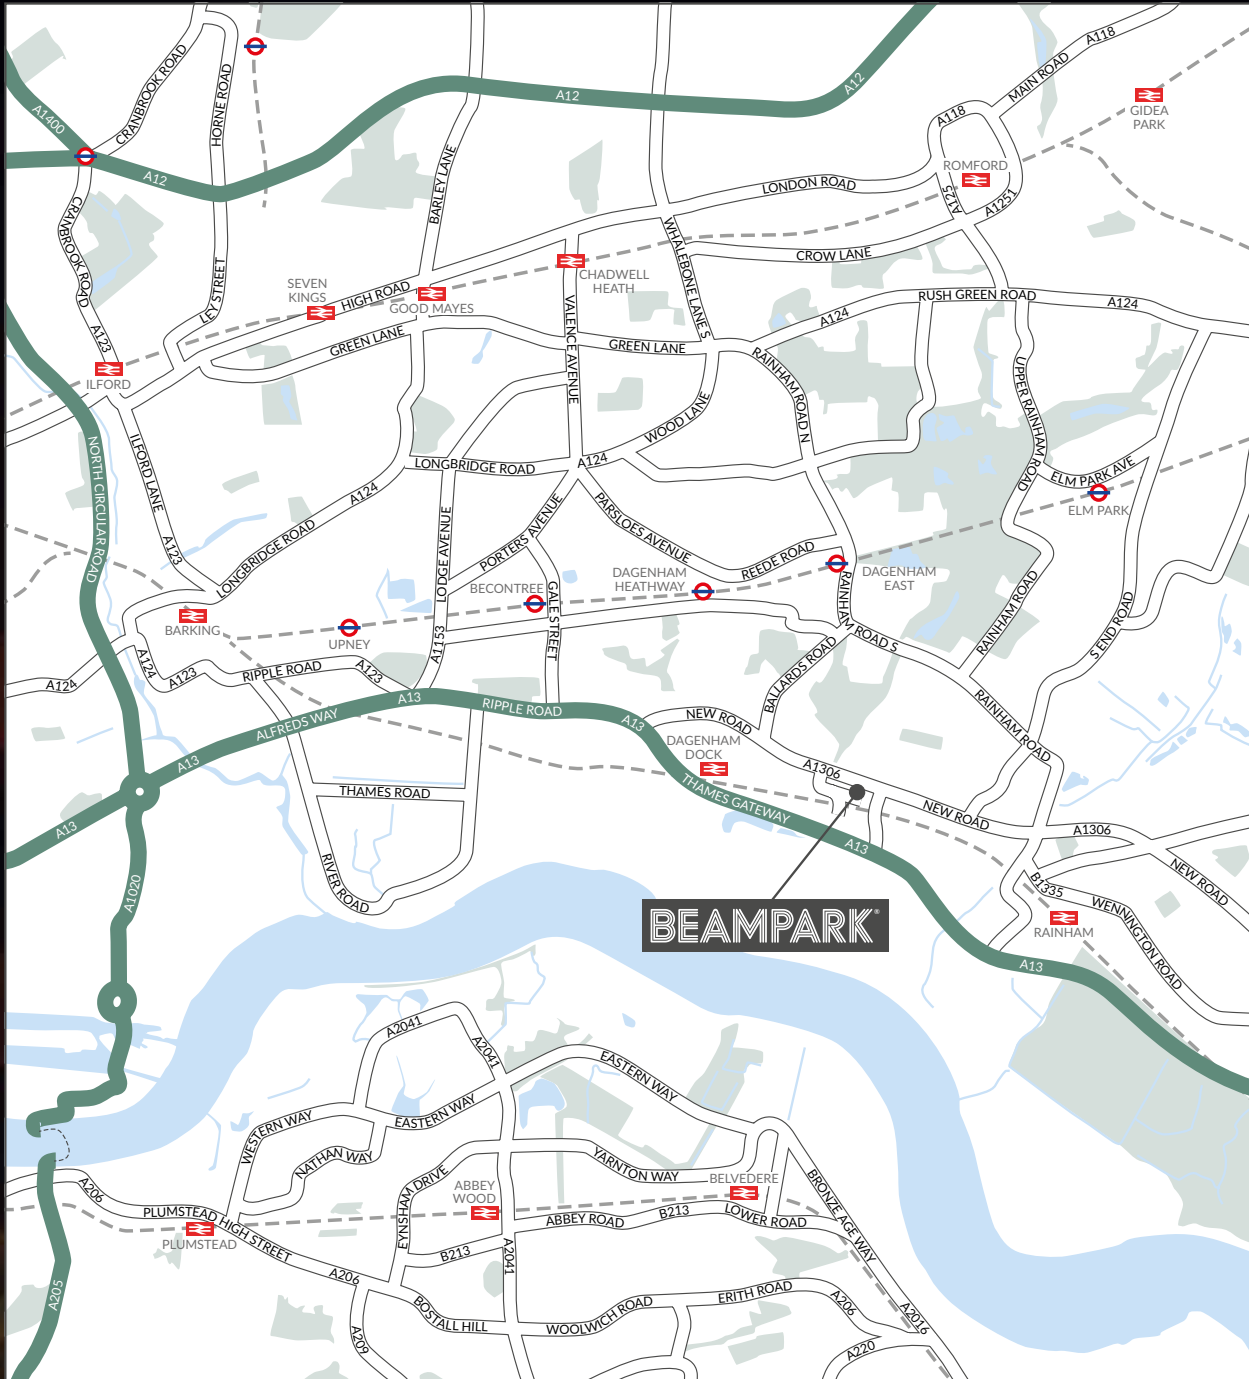 A118
MAIN ROAD
CRANBROOK ROAD
HORNE ROAD
A12
A12
GIDEA
PARK
A1400
A118
A12
BARLEY LANE
ROMFORD
LONDON ROAD
A125
A1251
CRANBROOK ROAD
WHALEBONE LANE S
CROW LANE
CHADWELL
HEATH
SEVEN
KINGS
HIGH ROAD
GOOD MAYES
LEY STREET
VALENCE AVENUE
RUSH GREEN ROAD
A124
A124
A123
GREEN LANE
GREEN LANE
ILFORD
RAINHAM ROAD N
UPPER RAINHAM ROAD
WOOD LANE
NORTH CIRCULAR ROAD
ILFORD LANE
LONGBRIDGE ROAD
A124
A124
ELM PARK AVE
ELM PARK
PORTERS AVENUE
PARSLOES AVENUE
LODGE AVENUE
A123
LONGBRIDGE ROAD
REEDE ROAD
DAGENHAM
HEATHWAY
DAGENHAM
EAST
BECONTREE
GALE STREET
RAINHAM ROAD S
RAINHAM ROAD
BARKING
UPNEY
A1153
S END ROAD
A124
A124
A123
RIPPLE ROAD
A123
BALLARDS ROAD
RAINHAM ROAD
ALFREDS WAY
A13
RIPPLE ROAD
A13
NEW ROAD
DAGENHAM
DOCK
A13
A1306
THAMES ROAD
THAMES GATEWAY
NEW ROAD
A1306
A13
A13
NEW ROAD
RIVER ROAD
A1020
B1335
WENNINGTON ROAD
BEAMPARK®
RAINHAM
A13
A2041
A2041
EASTERN WAY
WESTERN WAY
EASTERN WAY
NATHAN WAY
YARNTON WAY
A206
EYNSHAM DRIVE
ABBEY
WOOD
BELVEDERE
BRONZE AGE WAY
PLUMSTEAD HIGH STREET
ABBEY ROAD
B213
LOWER ROAD
PLUMSTEAD
B213
A2041
A206
A205
BOSTALL HILL
WOOLWICH ROAD
ERITH ROAD
A206
A2016
A209
A220